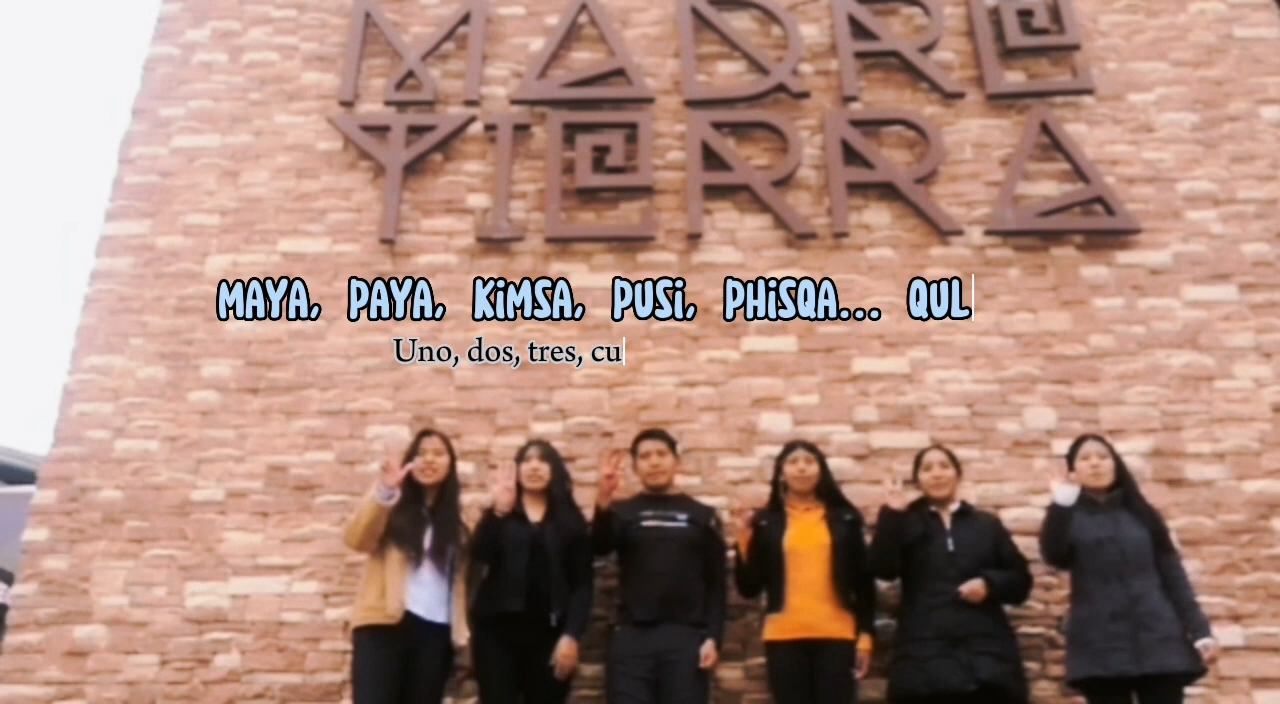 MADRE
TIERRA
MAYA, PAYA, KiMSA, PUSi, PHiSQA... QUL
Uno, dos, tres, cu